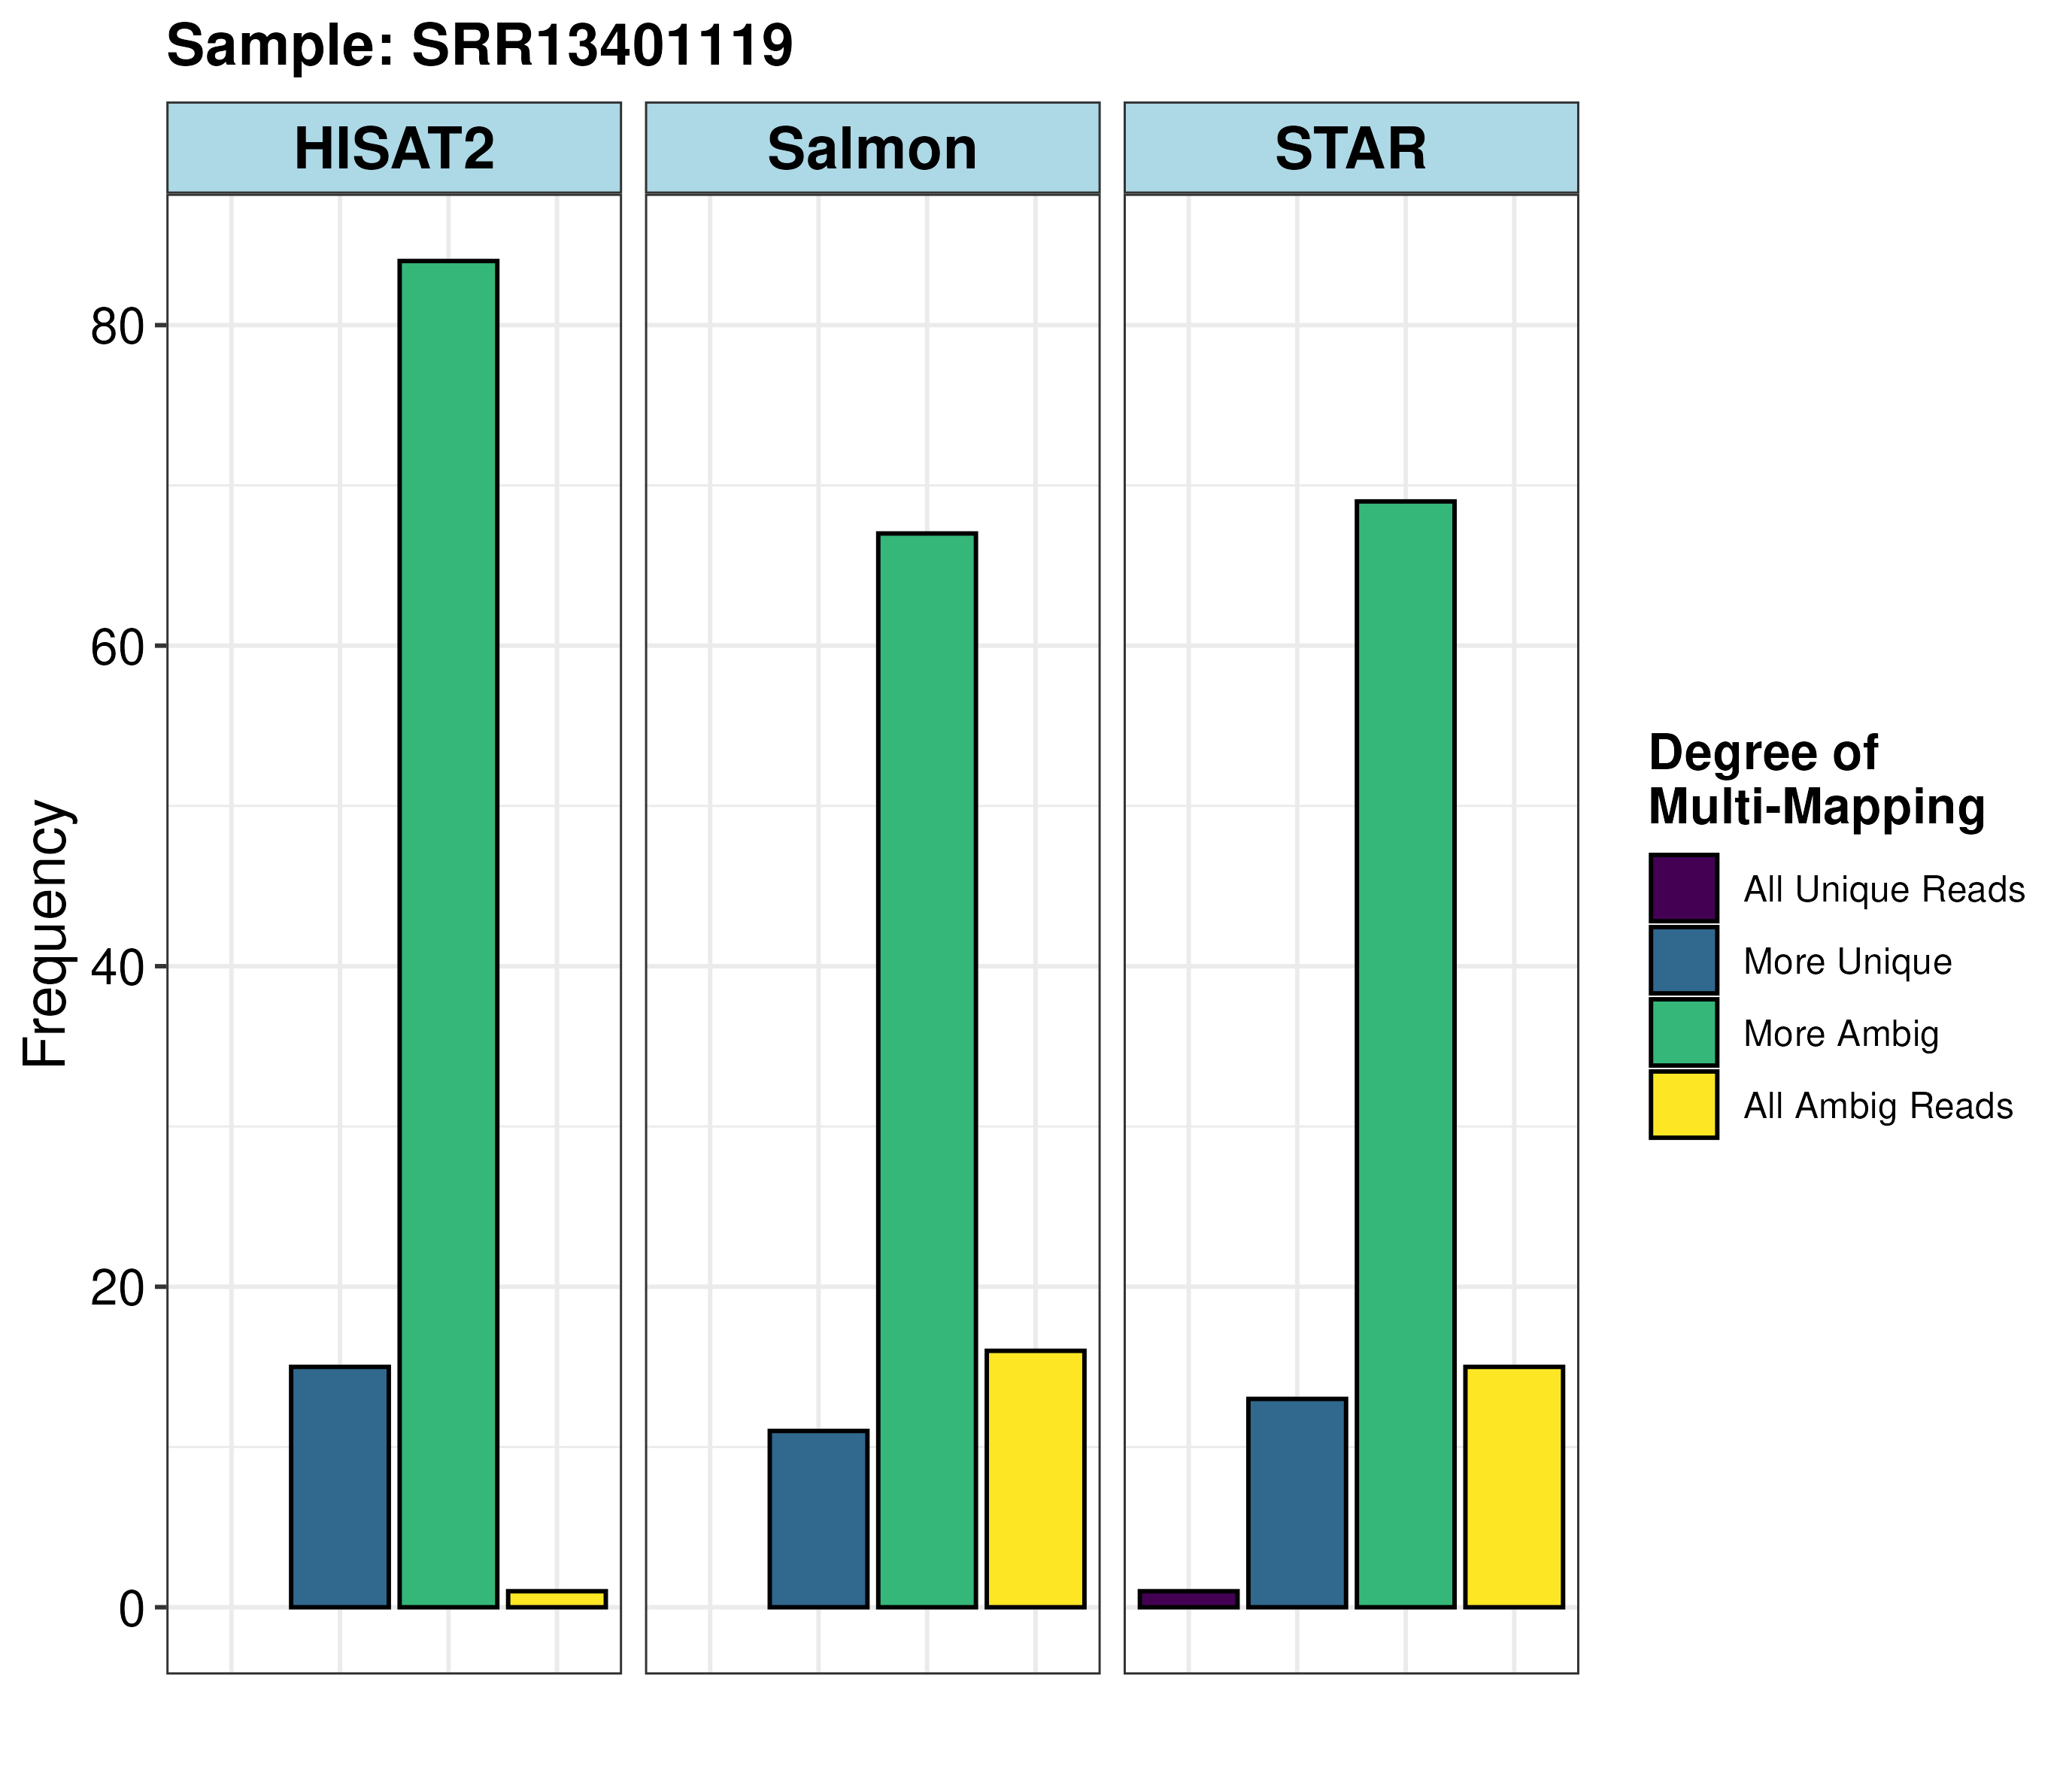 Sample: SRR13401119
HISAT2
Salmon
STAR
Frequency
80
60
40
20
0
Degree of
Multi-Mapping
All Unique Reads
More Unique
More Ambig
All Ambig Reads